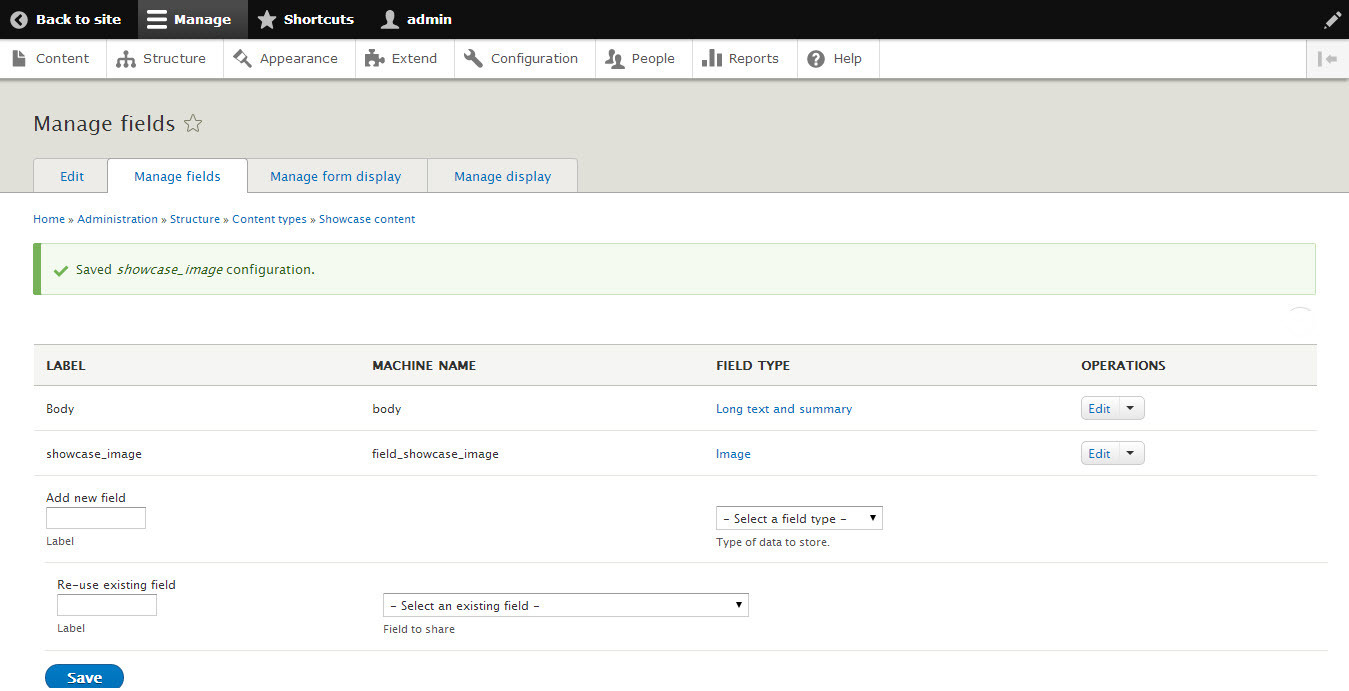 Back to site Manage Shortcuts admin
Content Structure Appearance Extend Configuration People Reports Help
Manage fields
Edit Manage fields Manage form display Manage display
Home » Administration » Structure » Content types » Showcase content
Saved showcase_image configuration.
LABEL MACHINE NAME FIELD TYPE OPERATIONS
Body body Long text and summary Edit
showcase_image field_showcase_image Image Edit
Add new field
- Select a field type -
Label Type of data to store.
Re-use existing field
- Select an existing field -
Label Field to share
Save